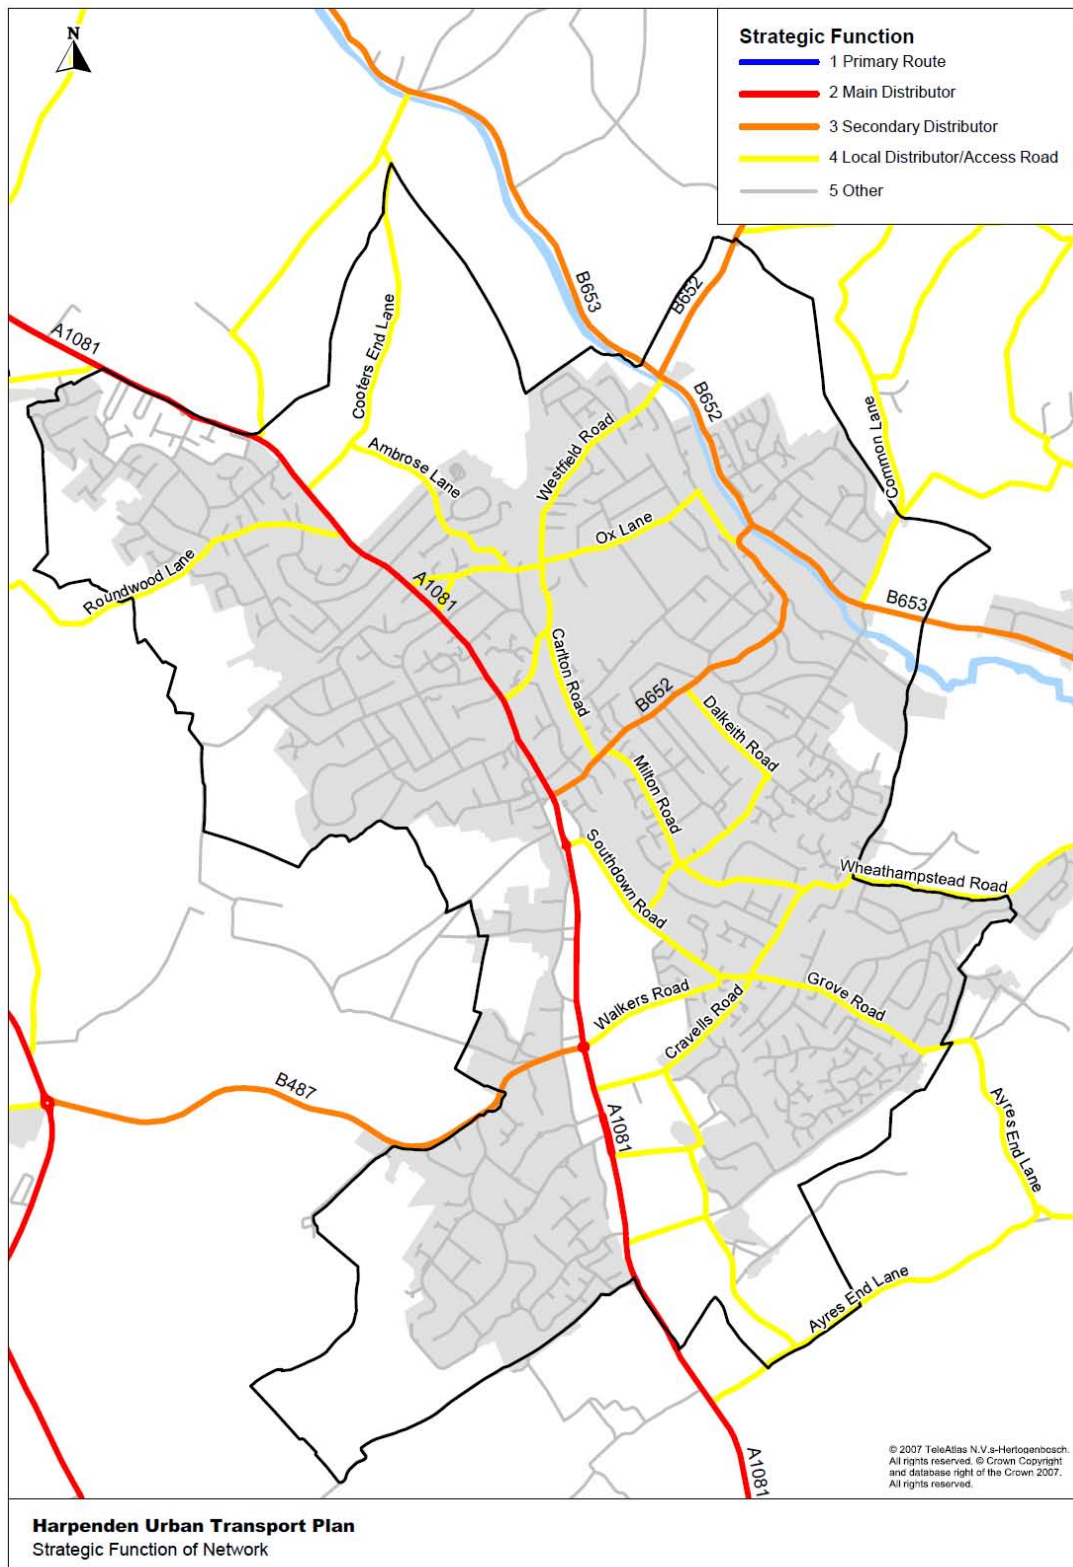 N
Strategic Function
1 Primary Route
2 Main Distributor
3 Secondary Distributor
4 Local Distributor/Access Road
5 Other
B653
B652
A1081
Cooters End Lane
B652
Common Lane
Ambrose Lane
Westfield Road
Ox Lane
Roundwood Lane
A1081
B653
Carlton Road
B652
Dalkeith Road
Milton Road
Southdown Road
Wheathampstead Road
Walkers Road
Grove Road
Cravells Road
B487
A1081
Ayres End Lane
Ayres End Lane
A1081
© 2007 TeleAtlas N.V.s-Hertogenbosch.
All rights reserved. © Crown Copyright
and database right of the Crown 2007.
All rights reserved.
Harpenden Urban Transport Plan
Strategic Function of Network